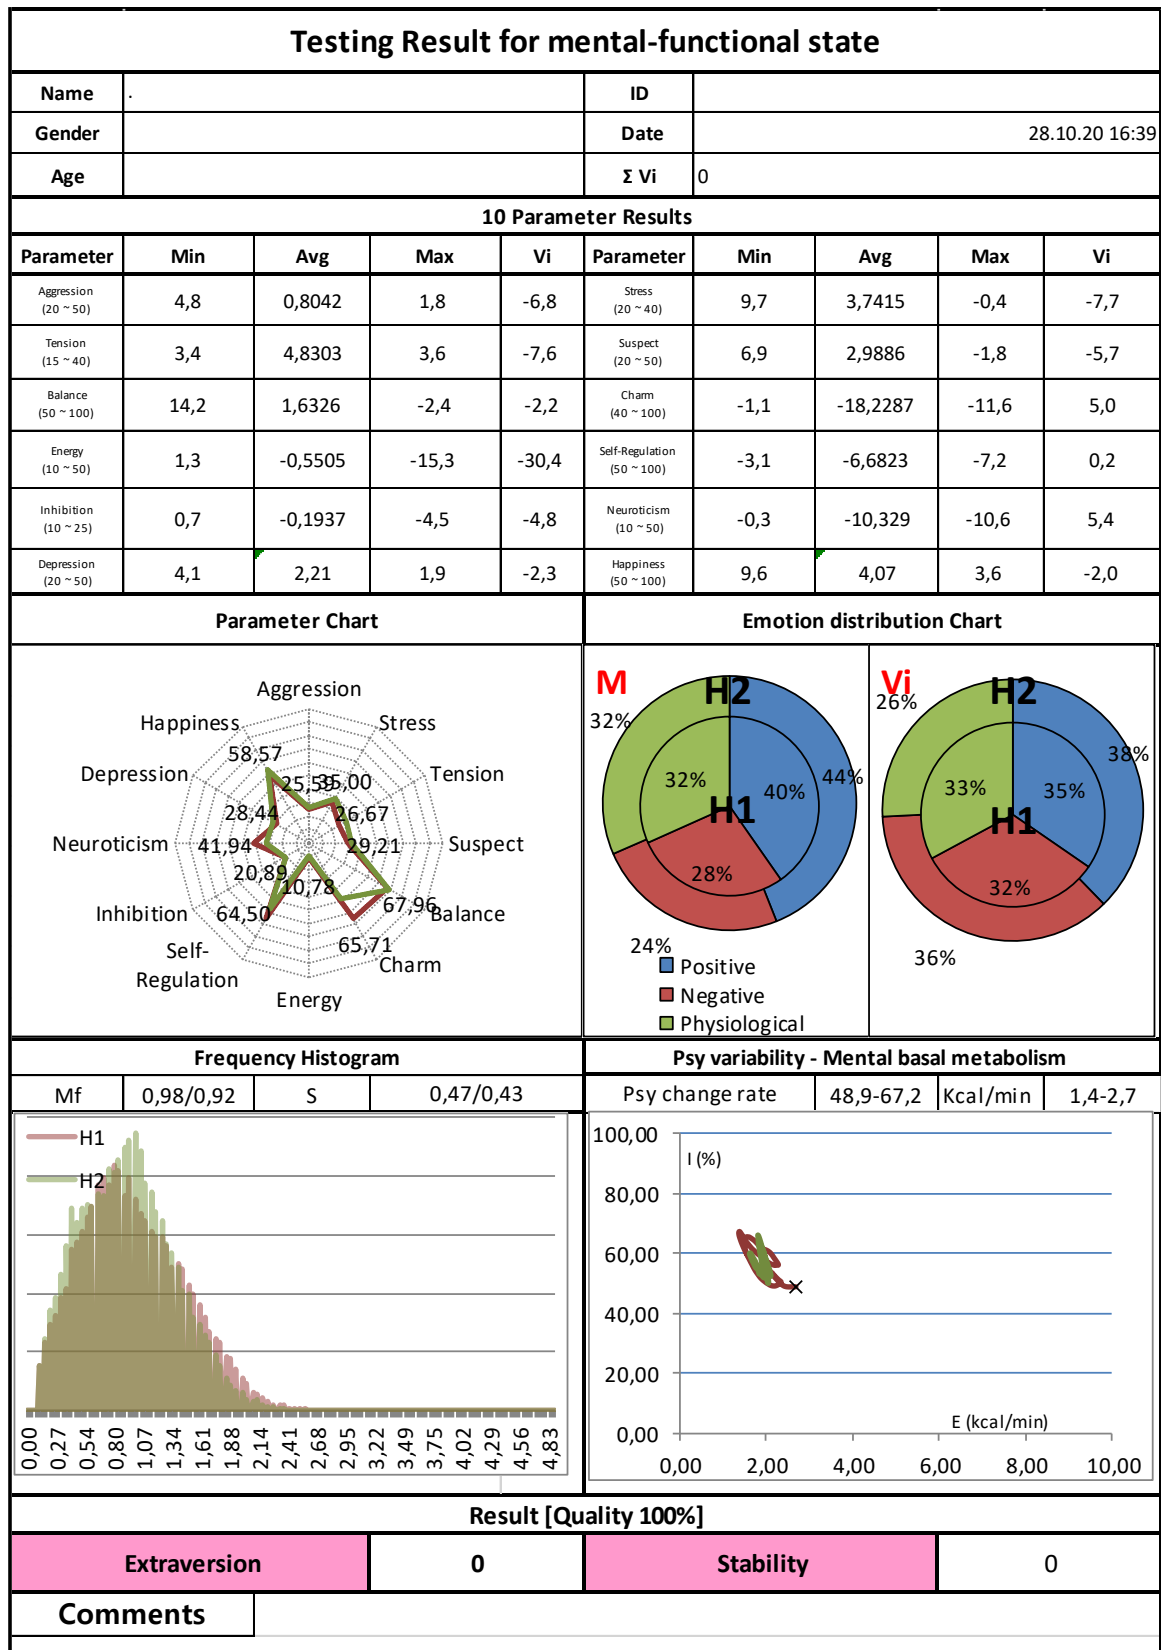 Testing Result for mental-functional state
Name . ID
Gender Date 28.10.20 16:39
Age Σ Vi 0
10 Parameter Results
Parameter Min Avg Max Vi Parameter Min Avg Max Vi
Aggression (20 ~ 50) 4,8 0,8042 1,8 -6,8 Stress (20 ~ 40) 9,7 3,7415 -0,4 -7,7
Tension (15 ~ 40) 3,4 4,8303 3,6 -7,6 Suspect (20 ~ 50) 6,9 2,9886 -1,8 -5,7
Balance (50 ~ 100) 14,2 1,6326 -2,4 -2,2 Charm (40 ~ 100) -1,1 -18,2287 -11,6 5,0
Energy (10 ~ 50) 1,3 -0,5505 -15,3 -30,4 Self-Regulation (50 ~ 100) -3,1 -6,6823 -7,2 0,2
Inhibition (10 ~ 25) 0,7 -0,1937 -4,5 -4,8 Neuroticism (10 ~ 50) -0,3 -10,329 -10,6 5,4
Depression (20 ~ 50) 4,1 2,21 1,9 -2,3 Happiness (50 ~ 100) 9,6 4,07 3,6 -2,0
Parameter Chart
Aggression
Happiness Stress
58,57
Depression 25,59 35,00 Tension
28,44 26,67
Neuroticism 41,94 29,21 Suspect
20,89 10,78
Inhibition 64,50 67,96 Balance
Self-
Regulation
65,71
Charm
Energy
Emotion distribution Chart
M H2
32%
32% 40% 44%
H1
28%
24%
Positive
Negative
Physiological
Vi H2
26%
38%
33% 35%
H1
32%
36%
Frequency Histogram
Mf 0,98/0,92 S 0,47/0,43
H1
H2
0,00 0,27 0,54 0,80 1,07 1,34 1,61 1,88 2,14 2,41 2,68 2,95 3,22 3,49 3,75 4,02 4,29 4,56 4,83
Psy variability - Mental basal metabolism
Psy change rate 48,9-67,2 Kcal/min 1,4-2,7
100,00
I (%)
80,00
60,00
40,00
20,00
E (kcal/min)
0,00
0,00 2,00 4,00 6,00 8,00 10,00
Result [Quality 100%]
Extraversion 0 Stability 0
Comments